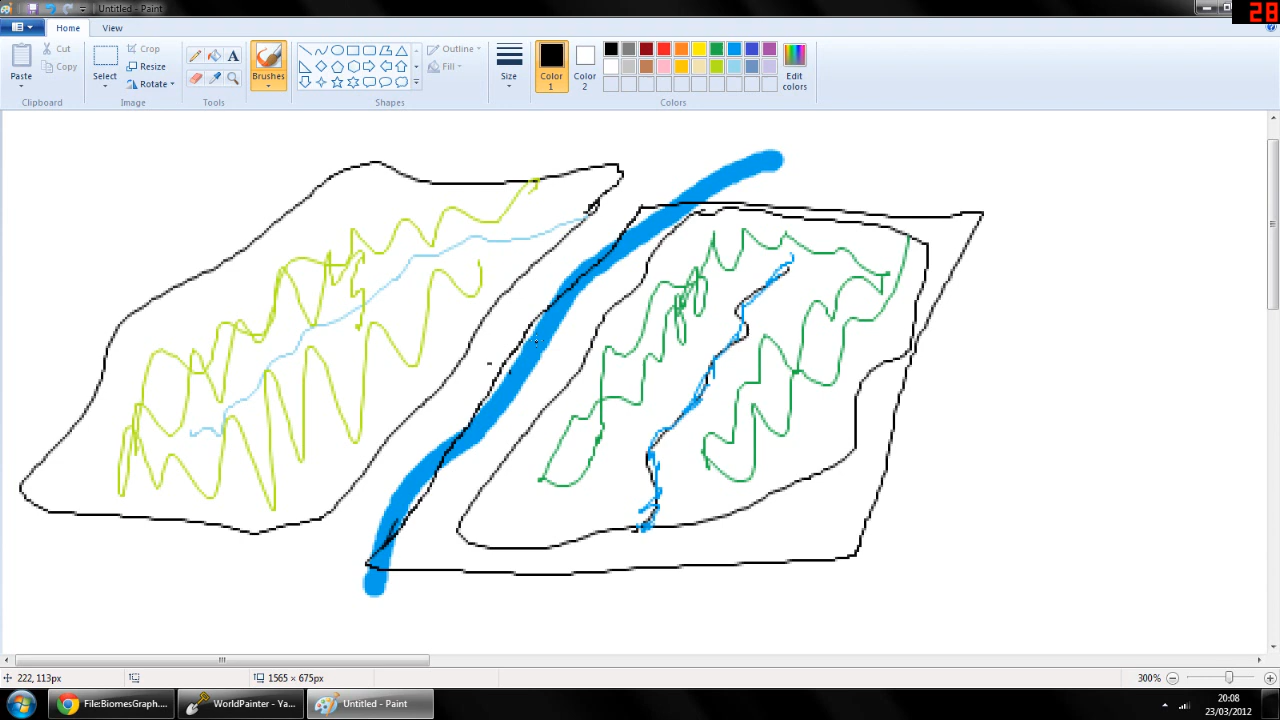 Untitled - Paint
28
Home View
Paste
Cut
Copy
Clipboard
Select
Crop
Resize
Rotate
Image
Tools
Brushes
Shapes
Outline
Fill
Size
Color 1
Color 2
Edit colors
Colors
222, 113px
1565 × 675px
300%
File:BiomesGraph....
WorldPainter - Ya...
Untitled - Paint
20:08
23/03/2012